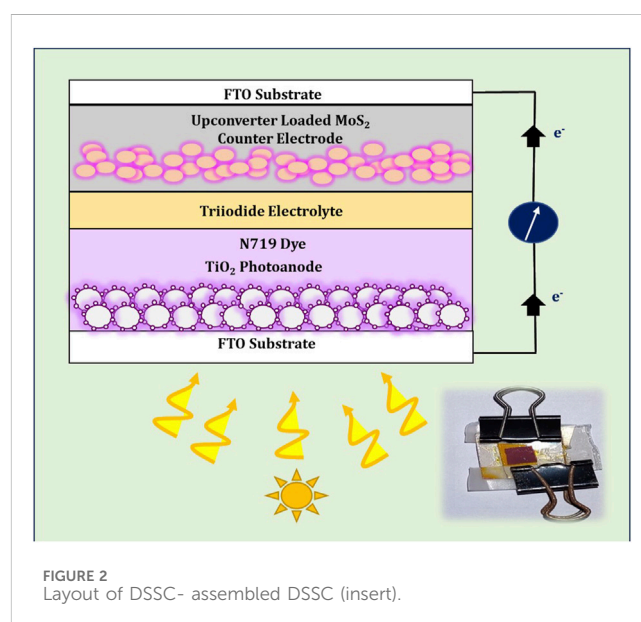 FTO Substrate
Upconverter Loaded MoS₂
Counter Electrode
e⁻
Triiodide Electrolyte
N719 Dye
TiO₂ Photoanode
e⁻
FTO Substrate
FIGURE 2
Layout of DSSC- assembled DSSC (insert).